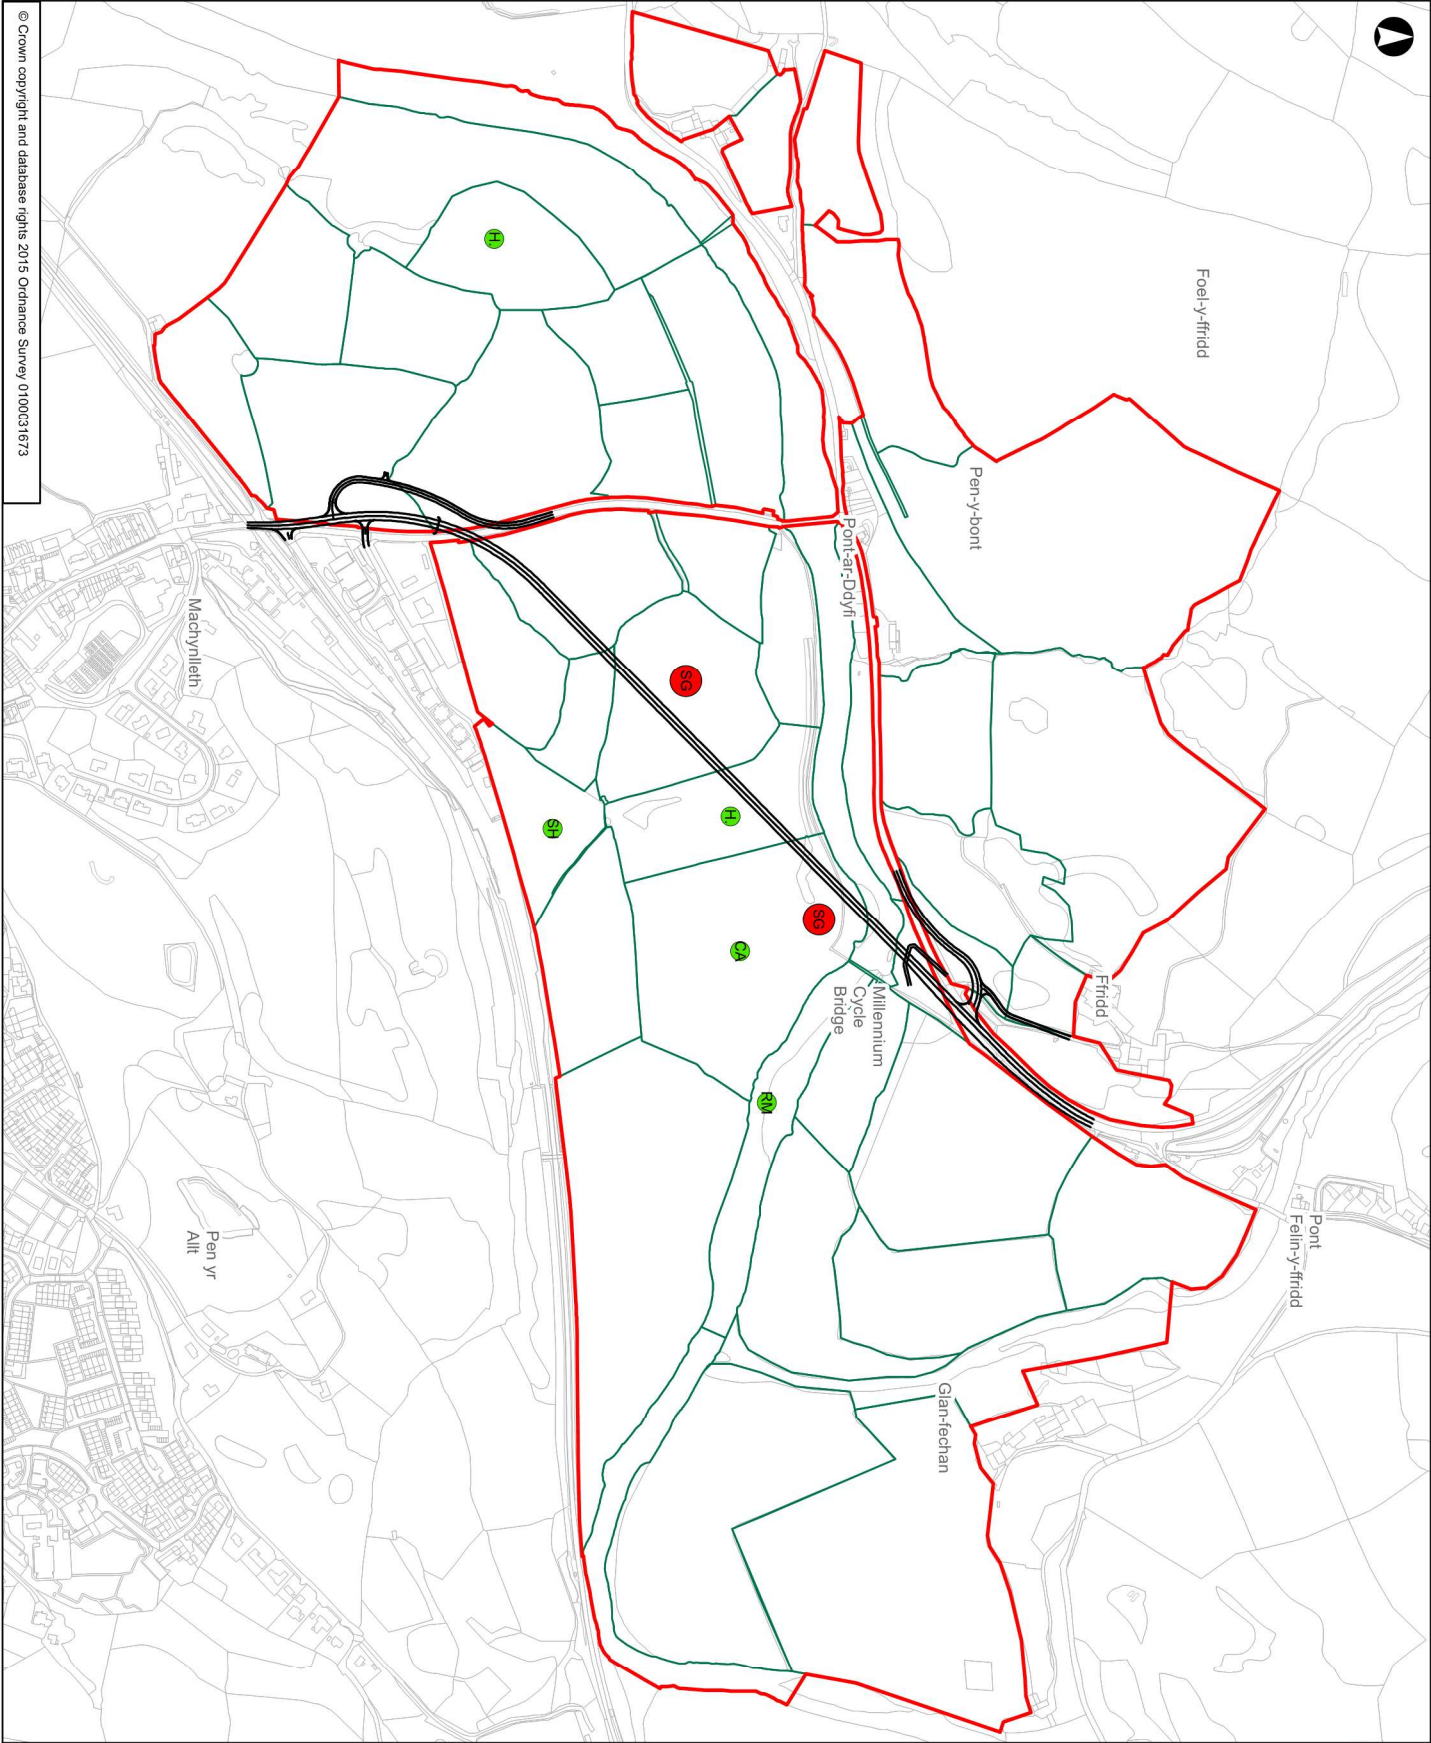 Foel-y-ffridd
Pen-y-bont
Pont-ar-Ddyfi
Ffridd
Pont
Felin-y-ffridd
Millennium
Cycle
Bridge
Glan-fechan
Machynlleth
Pen yr
Allt
H.
SG
H.
SH
SG
CA
RM
© Crown copyright and database rights 2015 Ordnance Survey 0100031673